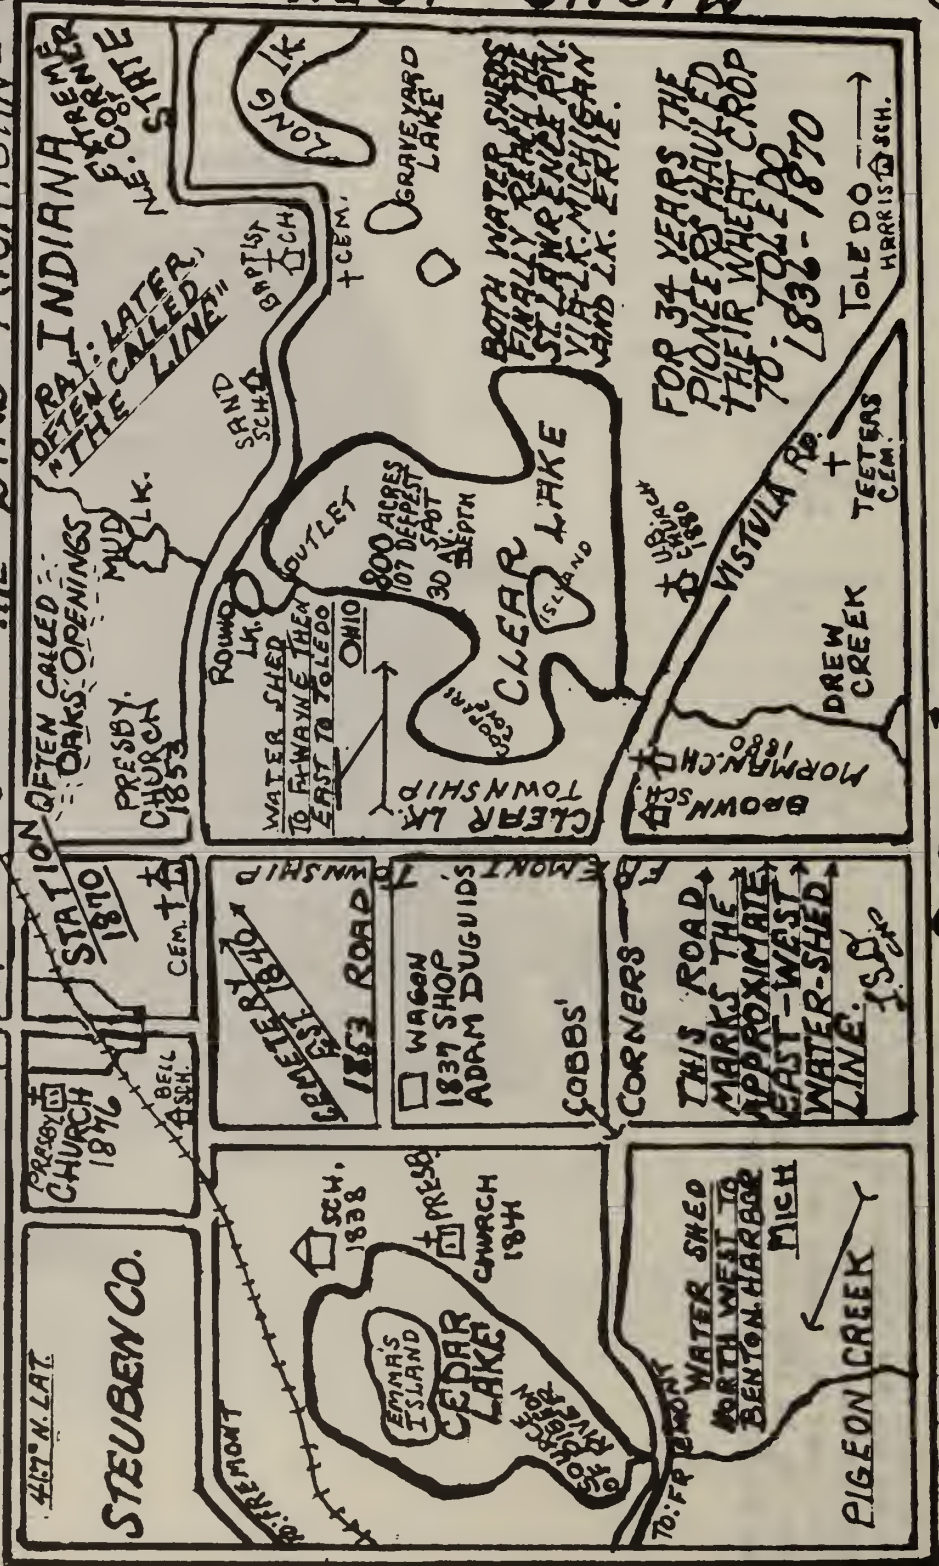 41.7° N. LAT.
STEUBEN CO.
TO: FREMONT
PRESBY.
CHURCH
1876
BELL
SCH.
STATION
1870
CEM.
OFTEN CALLED
OAKS OPENINGS
PRESBY.
CHURCH
1853
MUD
LK.
RAY: LATER,
OFTEN CALLED
"THE LINE"
INDIANA
EXTREME
N.E. CORNER
OF
STATE
SAND
SCH.
BAPTIST
CH
CEM.
LONG LK.
GRAVEYARD
LAKE
SCH.
1838
EMMA'S
ISLAND
CEDAR
LAKE
SOURCE
OF PIGEON
RIVER
PRESB.
CHURCH
1841
CEMETERY
EST. 1840
1853 ROAD
TOWNSHIP
WAGON
1837 SHOP
ADAM DUGUIDS
FREMONT
COBBS'
CORNERS
ROUND
LK.
OUTLET
WATER SHED
TO FT. WAYNE THEN
EAST TO TOLEDO
OHIO
CLEAR LK.
TOWNSHIP
800 ACRES
107 DEEPEST
SPOT
30 AV.
DEPTH
CLEAR LAKE
ISLAND
BOTH WATER SHEDS
FINALLY REACH THE
ST. LAWRENCE RIV.
VIA LK. MICHIGAN
AND LK. ERIE.
TO: FREMONT
WATER SHED
NORTH WEST TO
BENTON HARBOR
MICH
PIGEON CREEK
THIS ROAD
MARKS THE
APPROXIMATE
EAST-WEST
WATER-SHED
LINE.
BROWN SCH.
MORMAN CH
1880
DREW
CREEK
U.B. CHURCH
1880
VISTULA RD.
TEETERS
CEM.
FOR 34 YEARS THE
PIONEERS HAULED
THEIR WHEAT CROP
TO - TOLEDO
1836-1870
TOLEDO
HARRIS SCH.